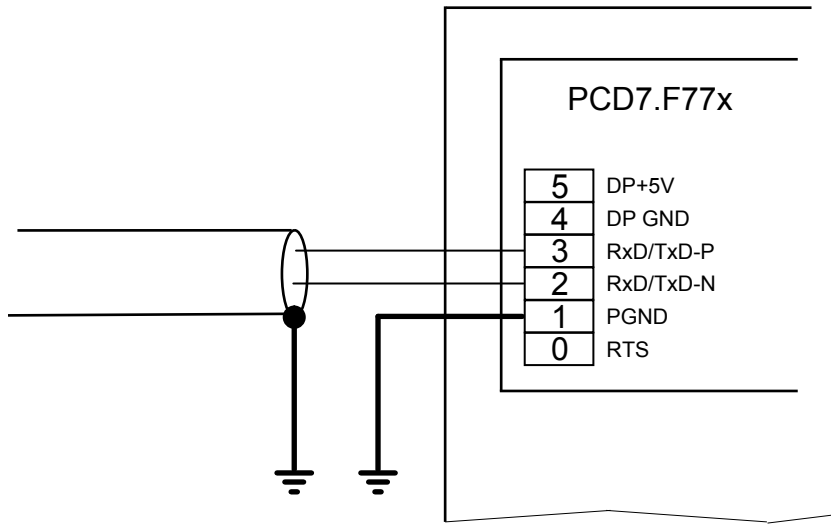 PCD7.F77x
5 DP+5V
4 DP GND
3 RxD/TxD-P
2 RxD/TxD-N
1 PGND
0 RTS